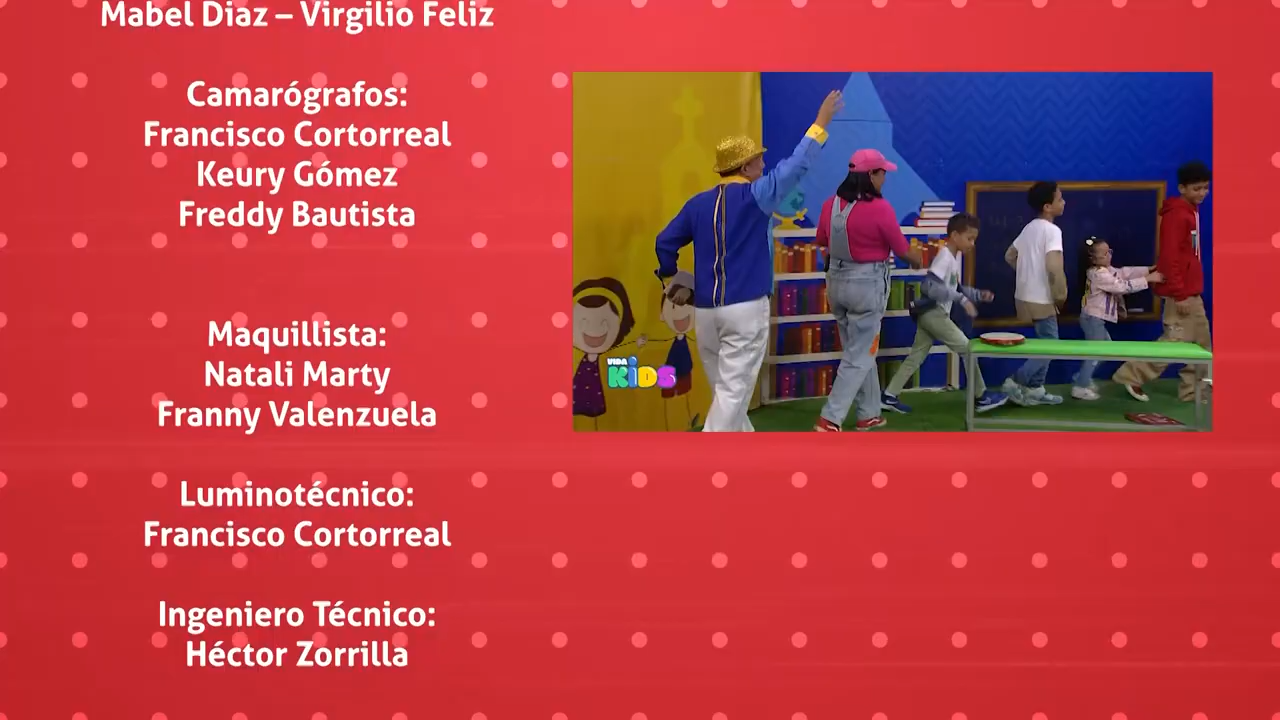 Mabel Diaz – Virgilio Feliz
Camarógrafos:
Francisco Cortorreal
Keury Gómez
Freddy Bautista
Maquillista:
Natali Marty
Franny Valenzuela
Luminotécnico:
Francisco Cortorreal
Ingeniero Técnico:
Héctor Zorrilla
VIDA
KiDS